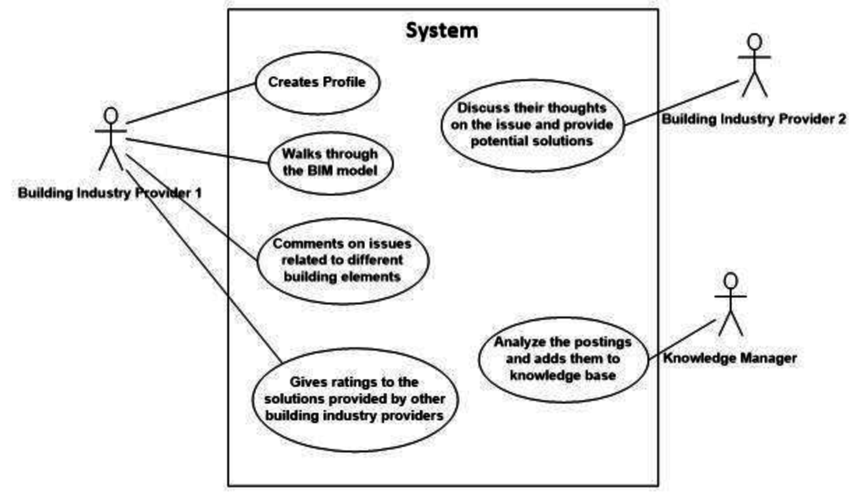 System
Creates Profile
Walks through
the BIM model
Building Industry Provider 1
Comments on issues
related to different
building elements
Gives ratings to the
solutions provided by other
building industry providers
Discuss their thoughts
on the issue and provide
potential solutions
Building Industry Provider 2
Analyze the postings
and adds them to
knowledge base
Knowledge Manager